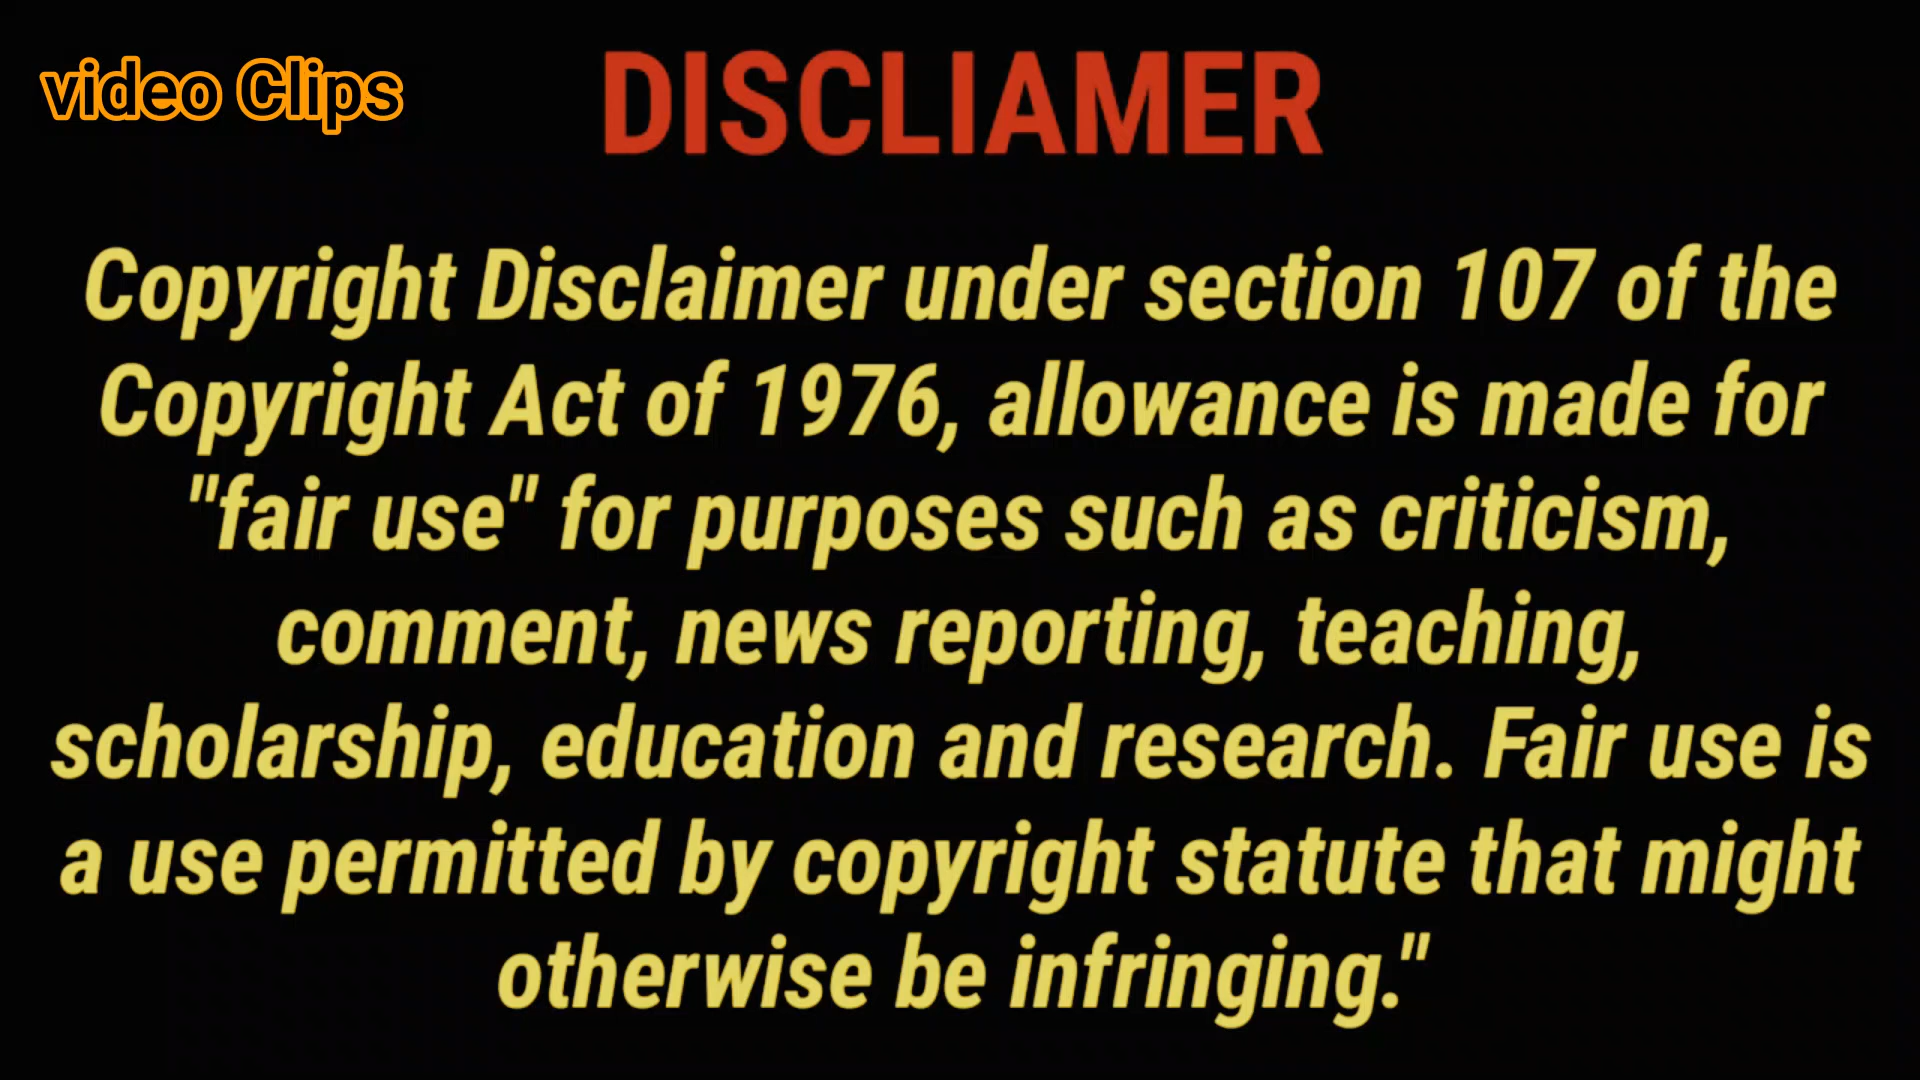 video Clips
DISCLIAMER
Copyright Disclaimer under section 107 of the
Copyright Act of 1976, allowance is made for
"fair use" for purposes such as criticism,
comment, news reporting, teaching,
scholarship, education and research. Fair use is
a use permitted by copyright statute that might
otherwise be infringing."